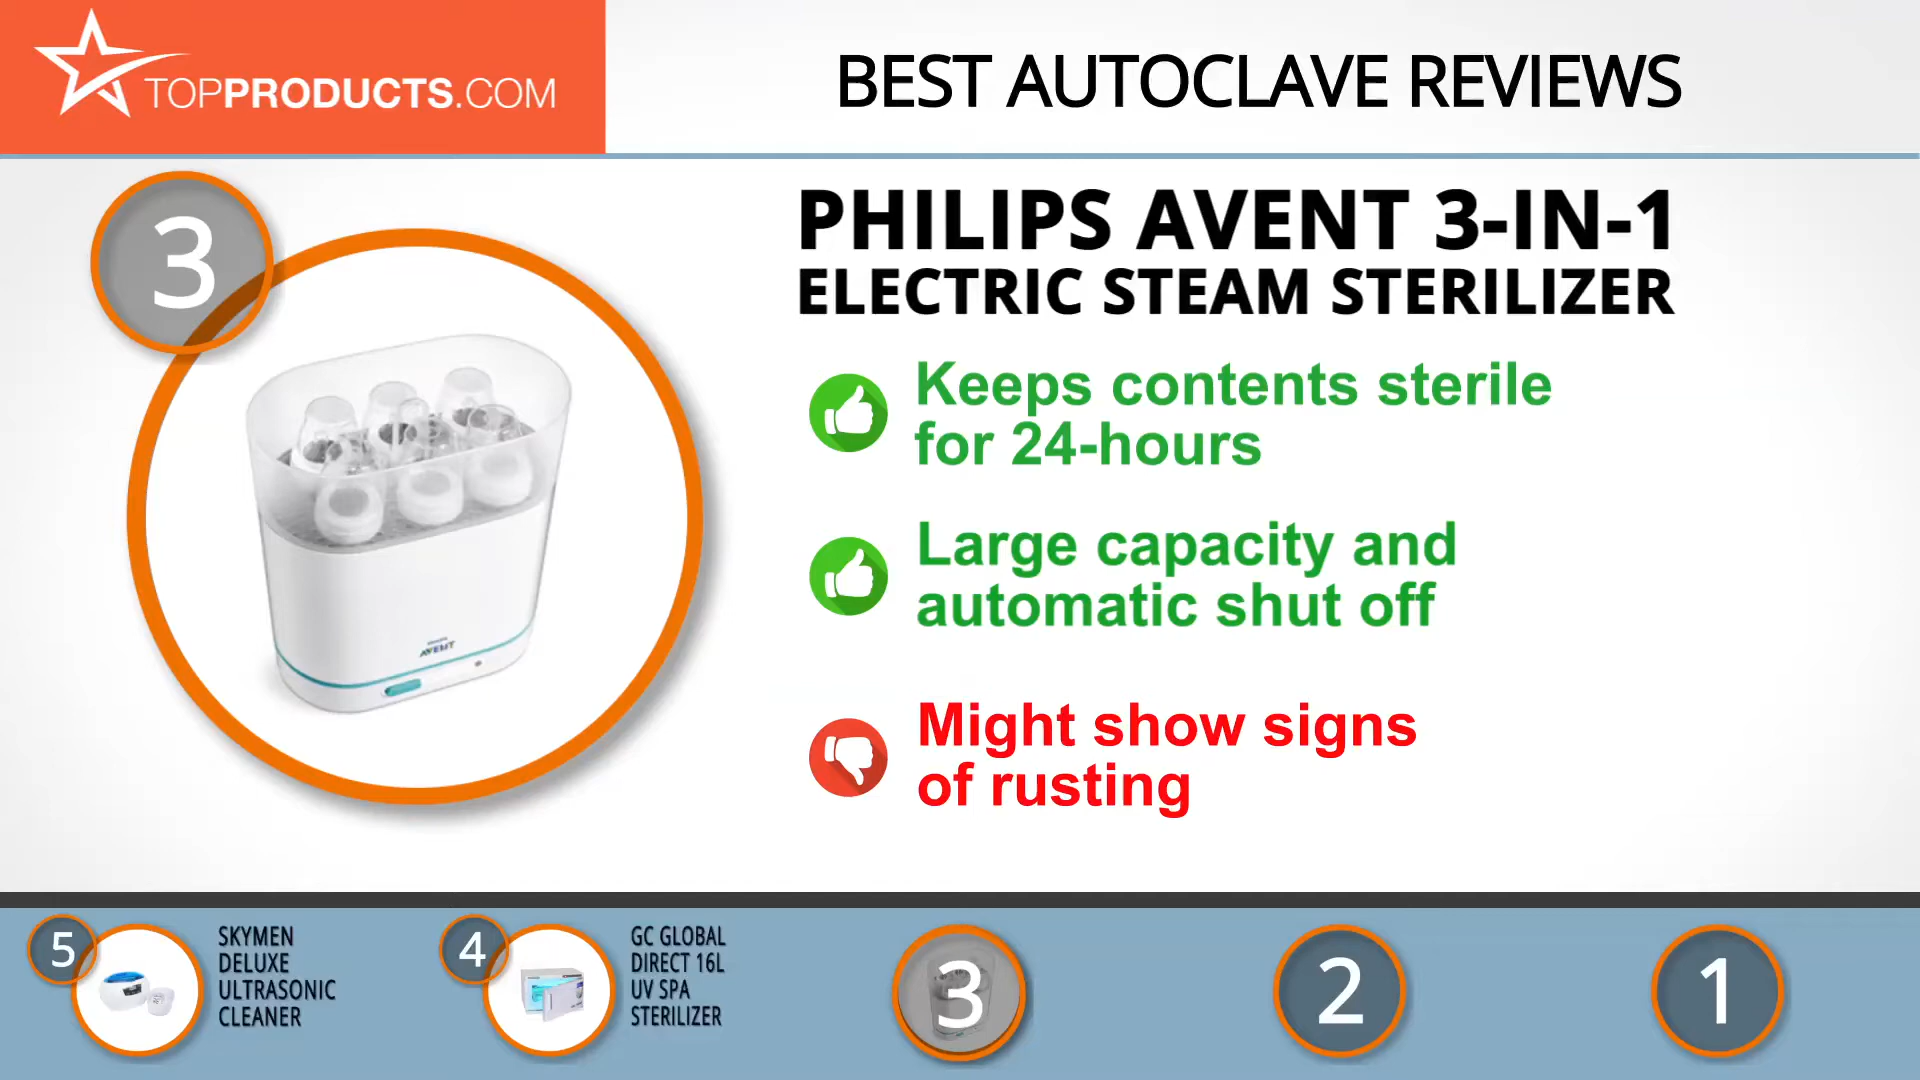 TOPPRODUCTS.COM
BEST AUTOCLAVE REVIEWS
3
PHILIPS AVENT 3-IN-1
ELECTRIC STEAM STERILIZER
Keeps contents sterile
for 24-hours
Large capacity and
automatic shut off
Might show signs
of rusting
AVENT
5
SKYMEN
DELUXE
ULTRASONIC
CLEANER
4
GC GLOBAL
DIRECT 16L
UV SPA
STERILIZER
3
2
1